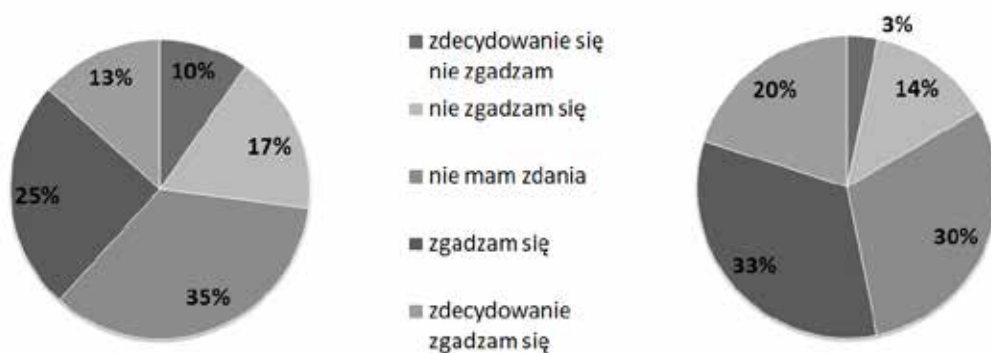 13%
10%
17%
25%
35%
zdecydowanie się
nie zgadzam
nie zgadzam się
nie mam zdania
zgadzam się
zdecydowanie
zgadzam się
3%
20%
14%
30%
33%